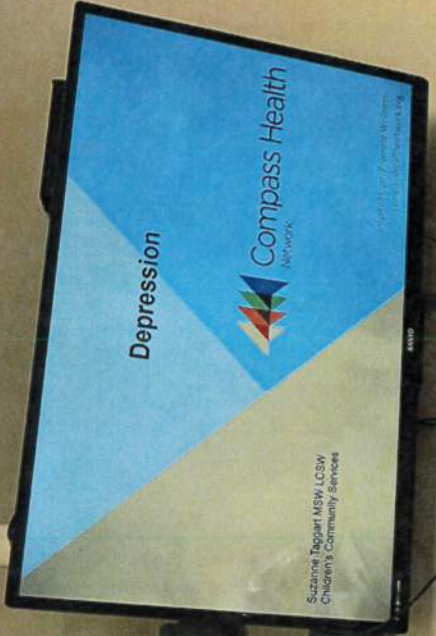 Depression
Compass Health
Network
Suzanne Taggart MSW LCSW
Children's Community Services
SANYO